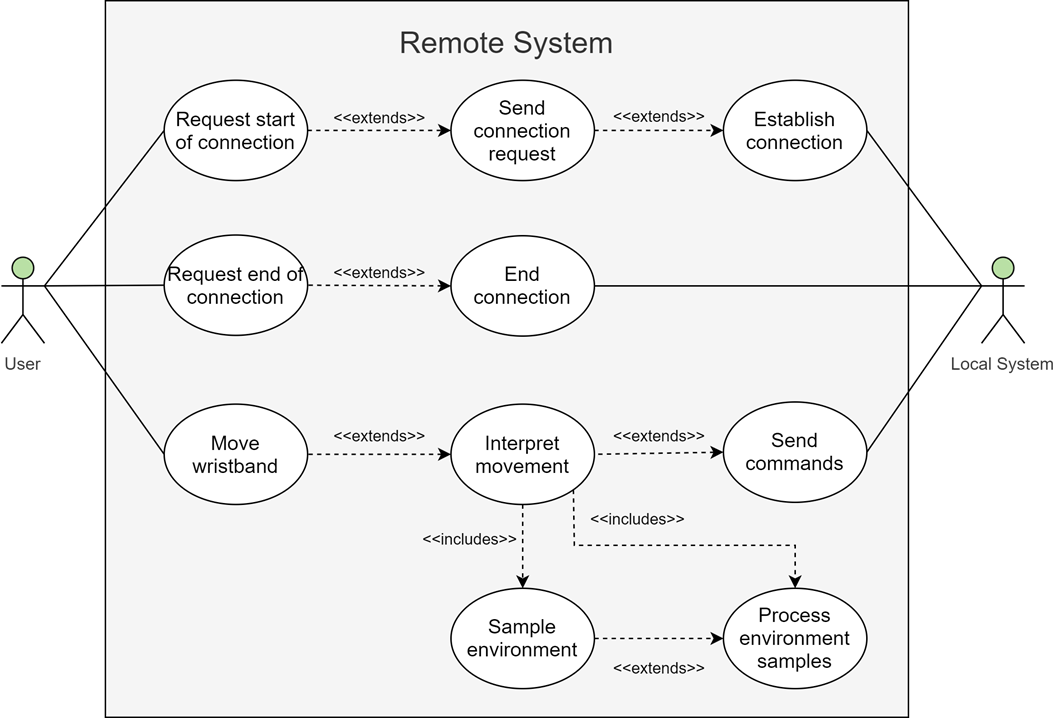 Remote System
Request start
of connection
<<extends>>
Send
connection
request
<<extends>>
Establish
connection
Request end of
connection
<<extends>>
End
connection
User
Local System
Move
wristband
<<extends>>
Interpret
movement
<<extends>>
Send
commands
<<includes>>
<<includes>>
Sample
environment
<<extends>>
Process
environment
samples